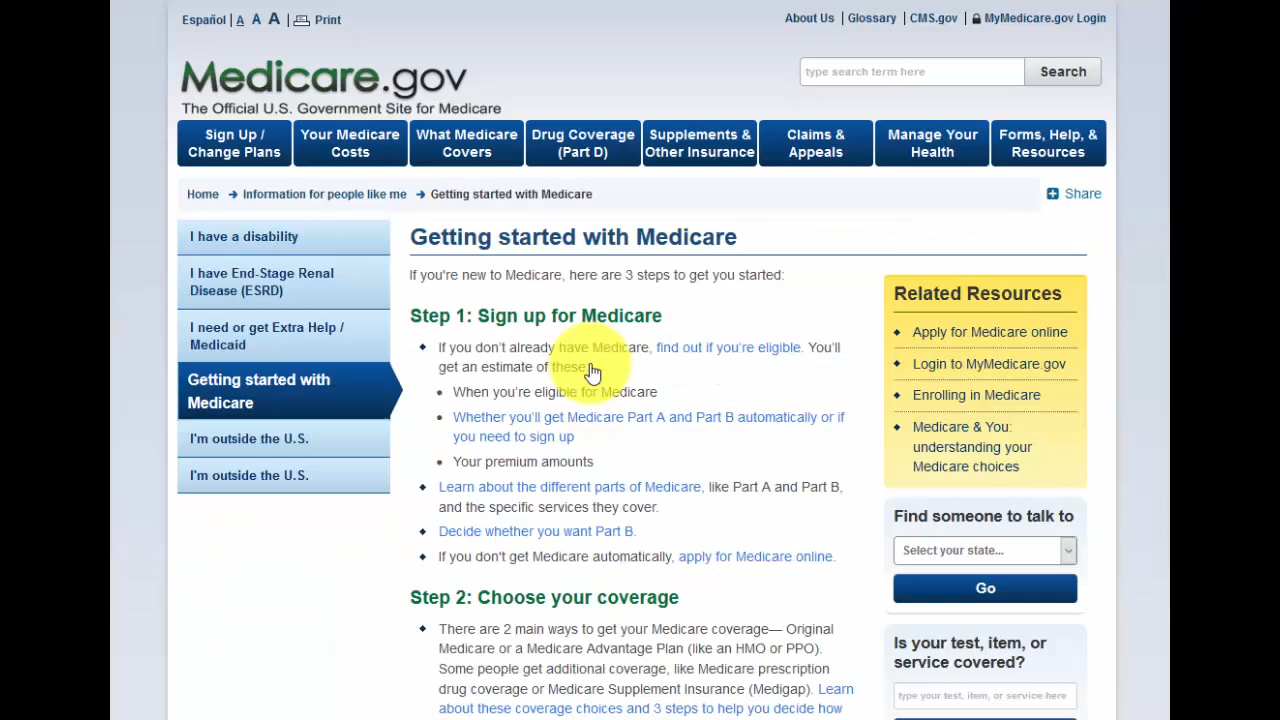 Español | A A A | Print
About Us | Glossary | CMS.gov | MyMedicare.gov Login
Medicare.gov
The Official U.S. Government Site for Medicare
type search term here
Search
Sign Up /
Change Plans
Your Medicare
Costs
What Medicare
Covers
Drug Coverage
(Part D)
Supplements &
Other Insurance
Claims &
Appeals
Manage Your
Health
Forms, Help, &
Resources
Home → Information for people like me → Getting started with Medicare
Share
I have a disability
I have End-Stage Renal
Disease (ESRD)
I need or get Extra Help /
Medicaid
Getting started with
Medicare
I'm outside the U.S.
I'm outside the U.S.
Getting started with Medicare
If you're new to Medicare, here are 3 steps to get you started:
Step 1: Sign up for Medicare
If you don’t already have Medicare, find out if you’re eligible. You’ll
get an estimate of these
When you’re eligible for Medicare
Whether you’ll get Medicare Part A and Part B automatically or if
you need to sign up
Your premium amounts
Learn about the different parts of Medicare, like Part A and Part B,
and the specific services they cover.
Decide whether you want Part B.
If you don't get Medicare automatically, apply for Medicare online.
Step 2: Choose your coverage
There are 2 main ways to get your Medicare coverage— Original
Medicare or a Medicare Advantage Plan (like an HMO or PPO).
Some people get additional coverage, like Medicare prescription
drug coverage or Medicare Supplement Insurance (Medigap). Learn
about these coverage choices and 3 steps to help you decide how
Related Resources
Apply for Medicare online
Login to MyMedicare.gov
Enrolling in Medicare
Medicare & You:
understanding your
Medicare choices
Find someone to talk to
Select your state...
Go
Is your test, item, or
service covered?
type your test, item, or service here